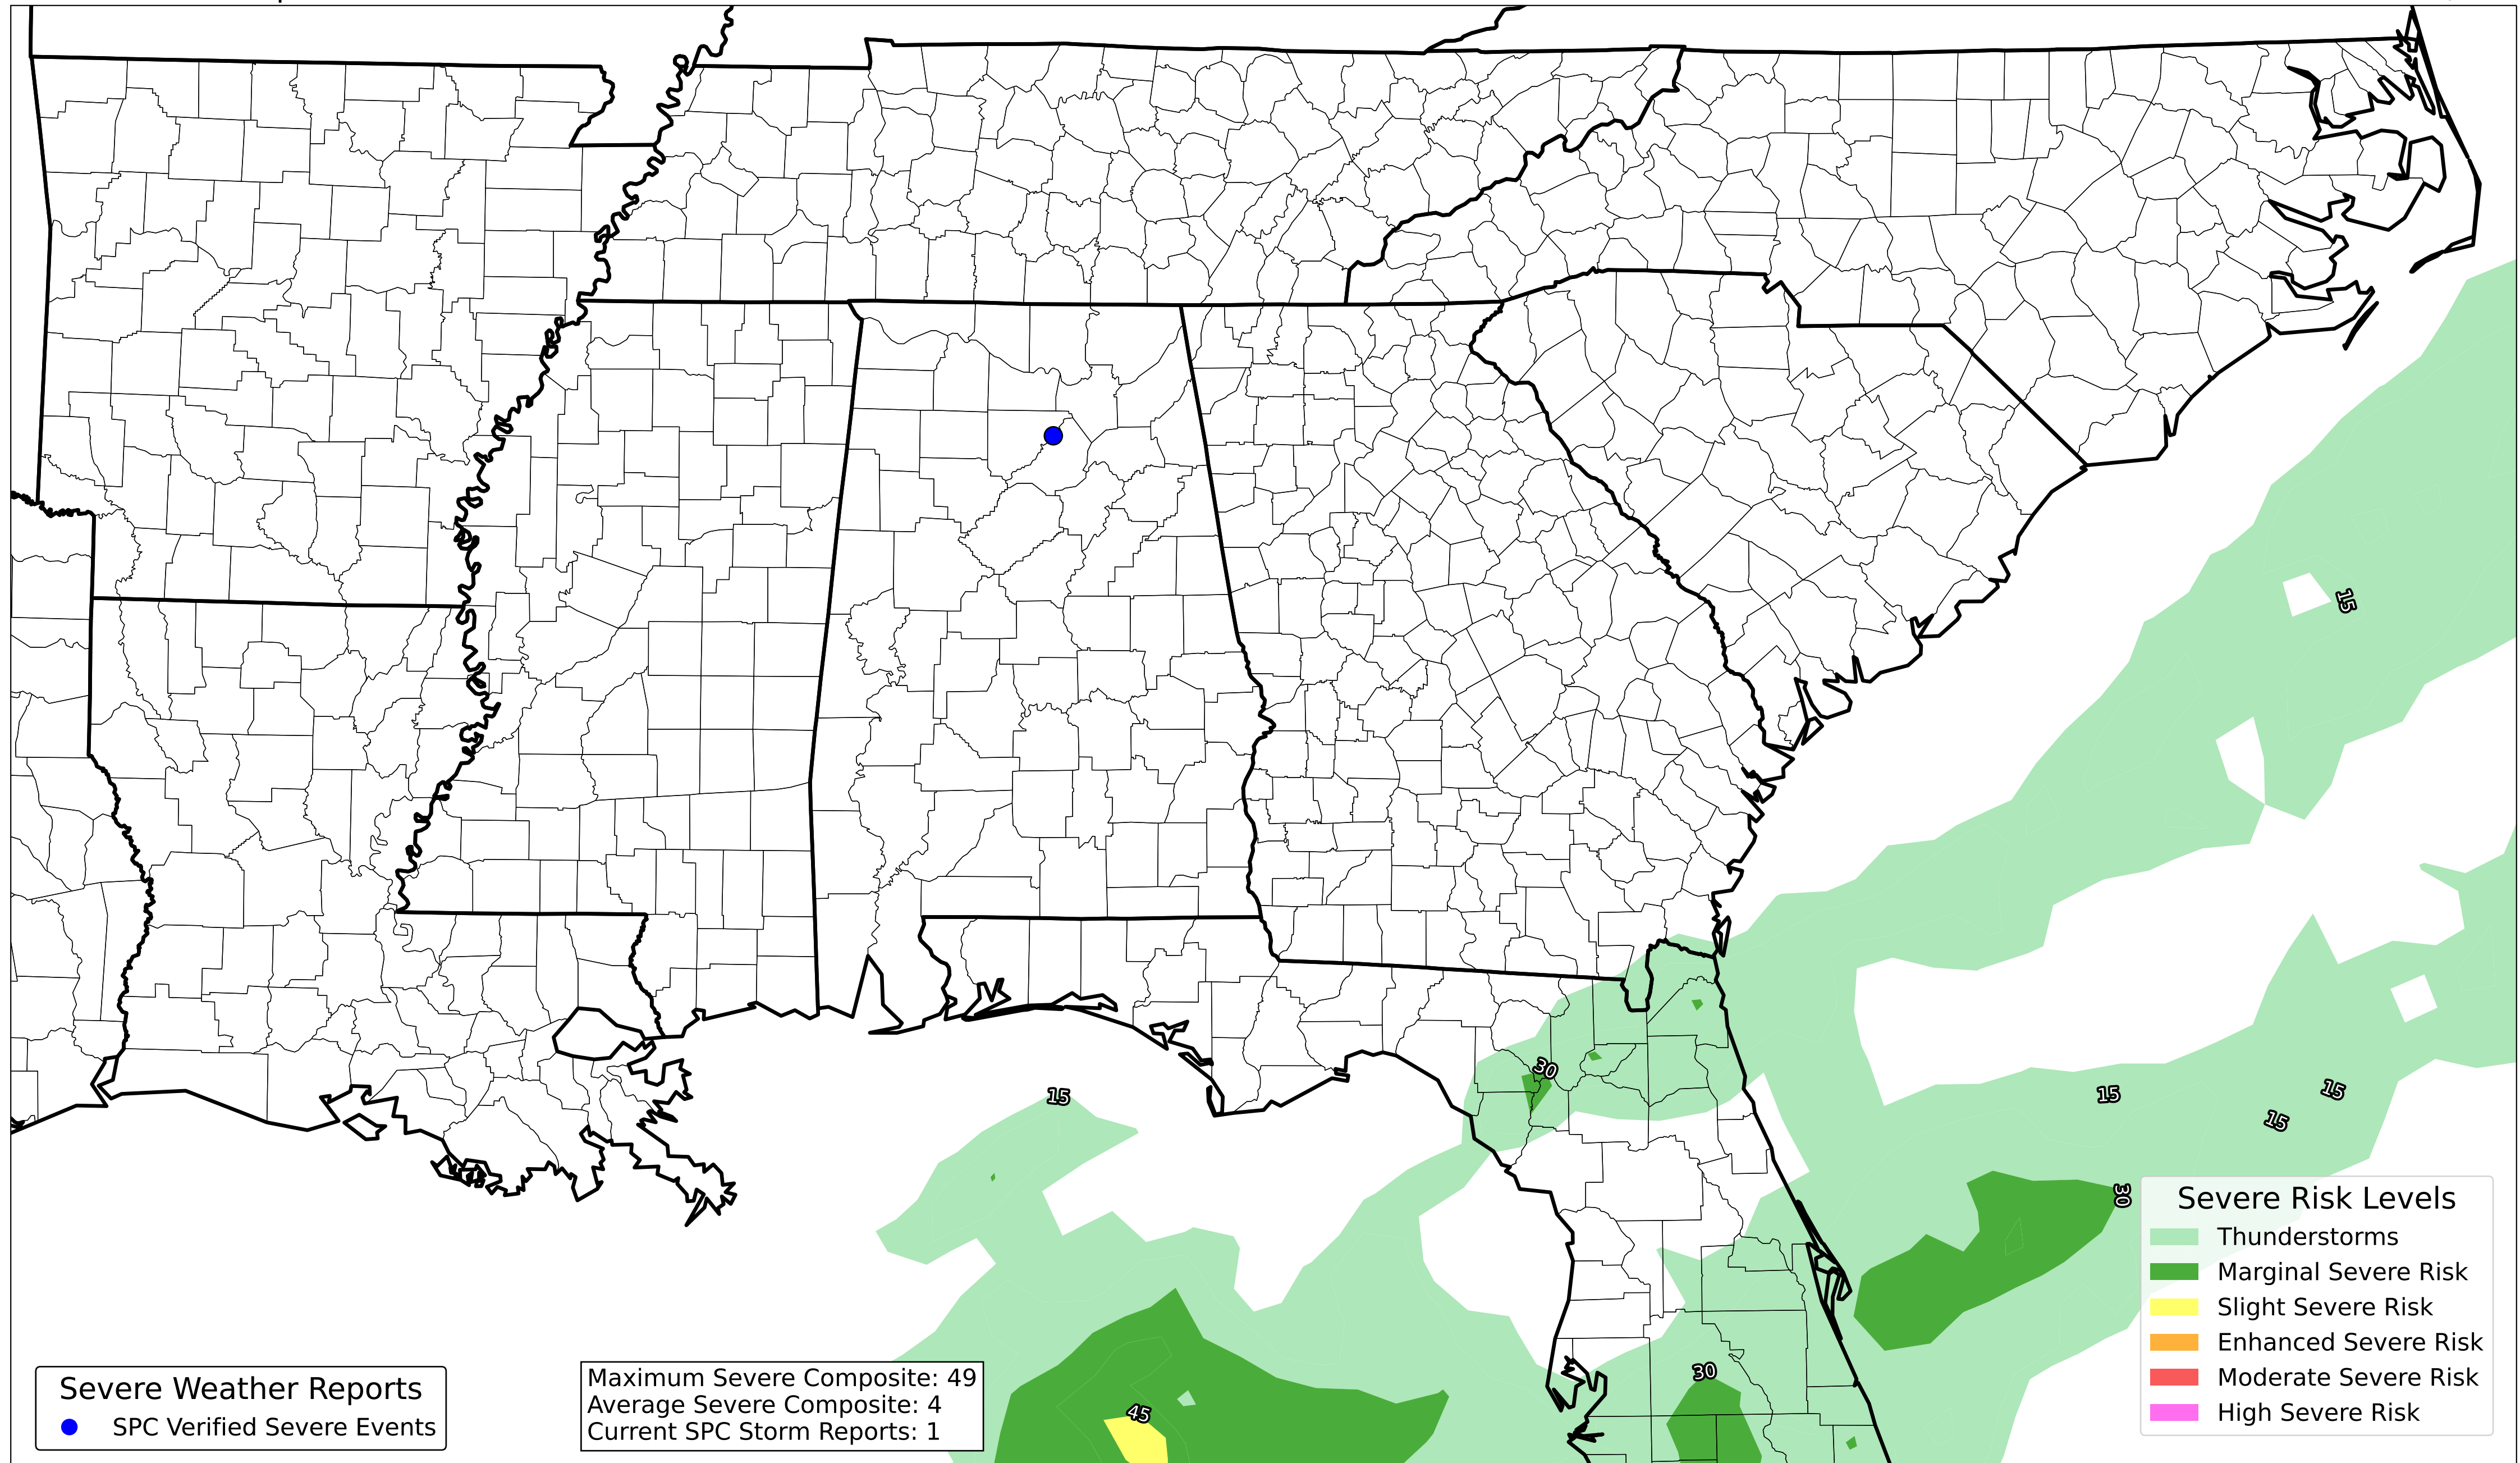 15
30
15
15
15
15
30
30
45
Severe Risk Levels
Thunderstorms
Marginal Severe Risk
Slight Severe Risk
Enhanced Severe Risk
Moderate Severe Risk
High Severe Risk
Severe Weather Reports
SPC Verified Severe Events
Maximum Severe Composite: 49
Average Severe Composite: 4
Current SPC Storm Reports: 1